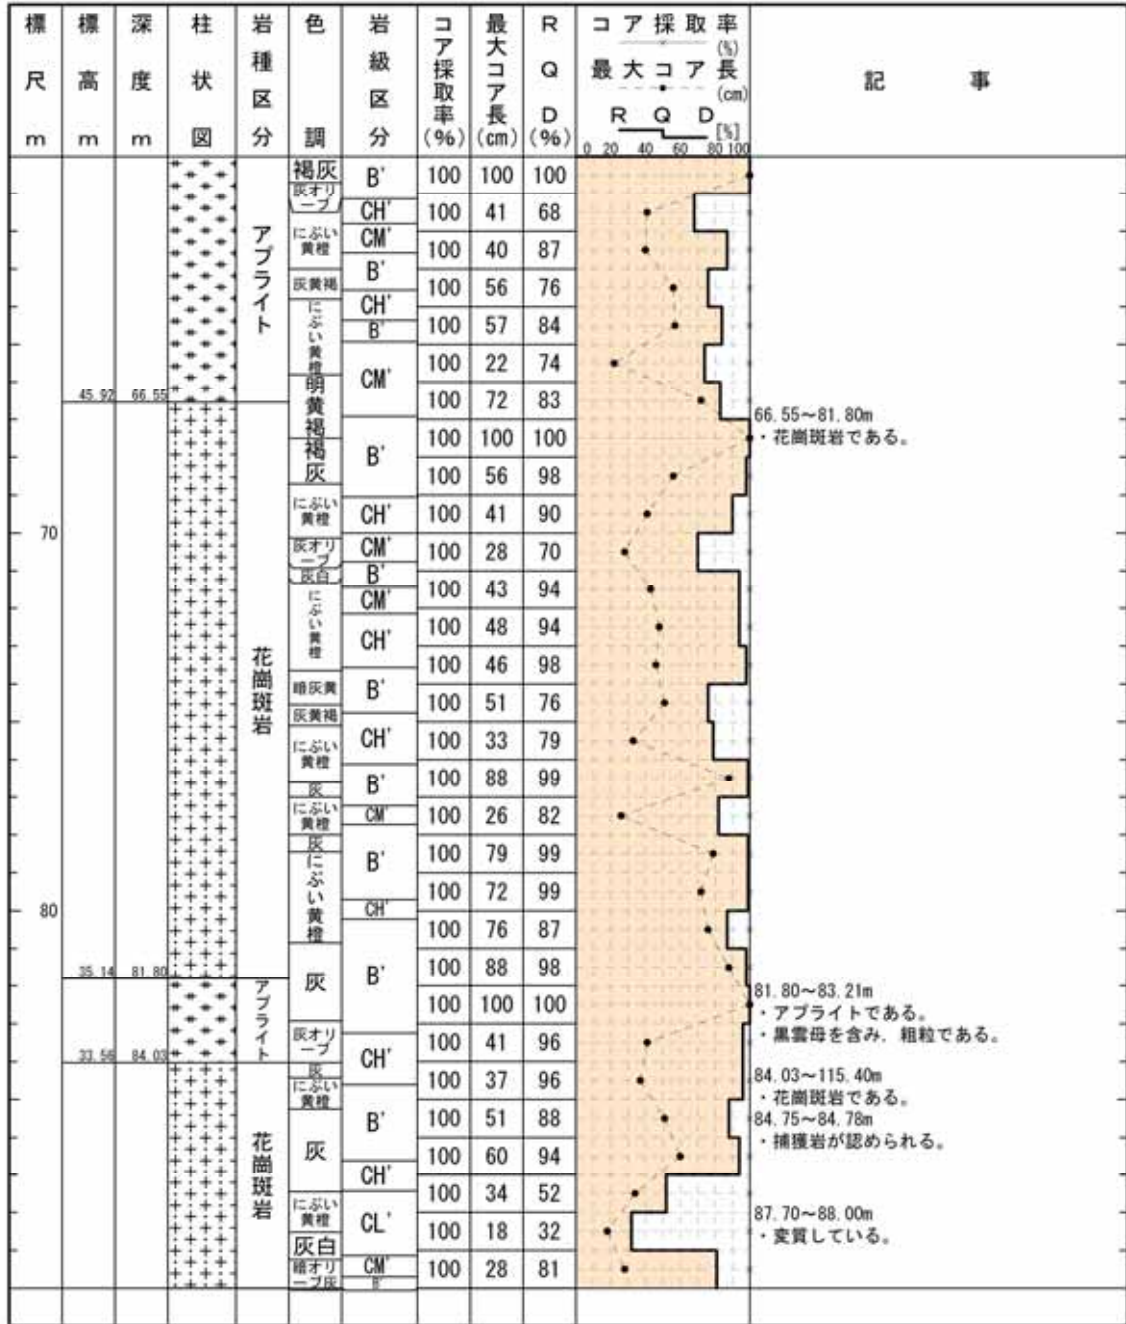 標尺m
標高m
深度m
柱状図
岩種区分
色調
岩級区分
コア採取率(%)
最大コア長(cm)
RQD(%)
コア採取率(%)
最大コア長(cm)
RQD[%]
0 20 40 60 80 100
記事
70
80
45.92 66.55
35.14 81.80
33.56 84.03
アプライト
花崗斑岩
アプライト
花崗斑岩
褐灰
灰オリーブ
にぶい黄橙
灰黄褐
にぶい黄橙
明黄褐
褐灰
にぶい黄橙
灰オリーブ
灰白
にぶい黄橙
暗灰黄
灰黄褐
にぶい黄橙
灰
にぶい黄橙
灰
にぶい黄橙
灰
灰オリーブ
灰
にぶい黄橙
灰
にぶい黄橙
灰白
暗オリーブ灰
B'
CH'
CM'
B'
CH'
B'
CM'
B'
CH'
CM'
B'
CM'
CH'
B'
CH'
B'
CM'
B'
CH'
B'
CH'
B'
CH'
CL'
CM'
B'
100 100 100
100 41 68
100 40 87
100 56 76
100 57 84
100 22 74
100 72 83
100 100 100
100 56 98
100 41 90
100 28 70
100 43 94
100 48 94
100 46 98
100 51 76
100 33 79
100 88 99
100 26 82
100 79 99
100 72 99
100 76 87
100 88 98
100 100 100
100 41 96
100 37 96
100 51 88
100 60 94
100 34 52
100 18 32
100 28 81
66.55～81.80m
・花崗斑岩である。
81.80～83.21m
・アプライトである。
・黒雲母を含み、粗粒である。
84.03～115.40m
・花崗斑岩である。
84.75～84.78m
・捕獲岩が認められる。
87.70～88.00m
・変質している。